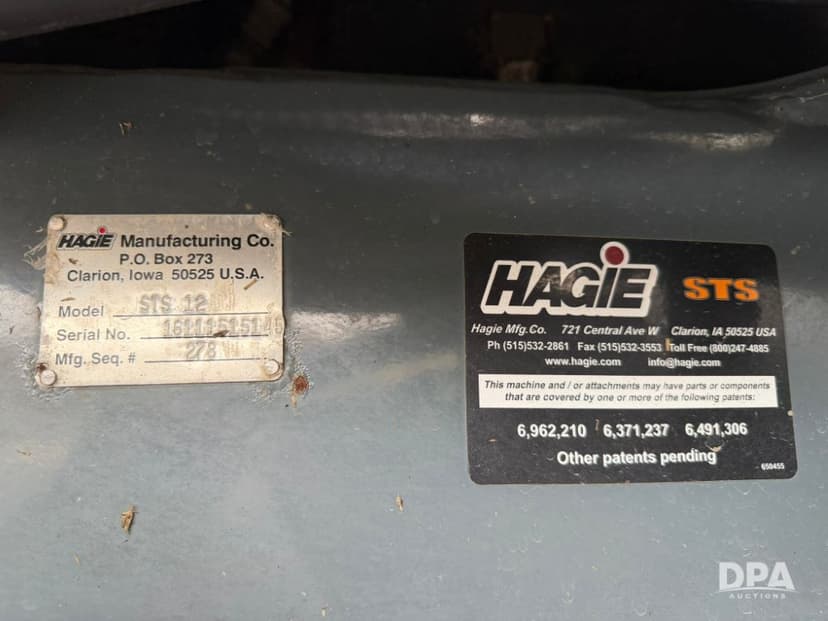 HAGIE Manufacturing Co.
P.O. Box 273
Clarion, Iowa 50525 U.S.A.
Model STS 12
Serial No.
Mfg. Seq. # 278
HAGIE STS
Hagie Mfg.Co. 721 Central Ave W Clarion, IA 50525 USA
Ph (515)532-2861 Fax (515)532-3553 Toll Free (800)247-4885
www.hagie.com info@hagie.com
This machine and / or attachments may have parts or components
that are covered by one or more of the following patents:
6,962,210 6,371,237 6,491,306
Other patents pending
650455
DPA
AUCTIONS